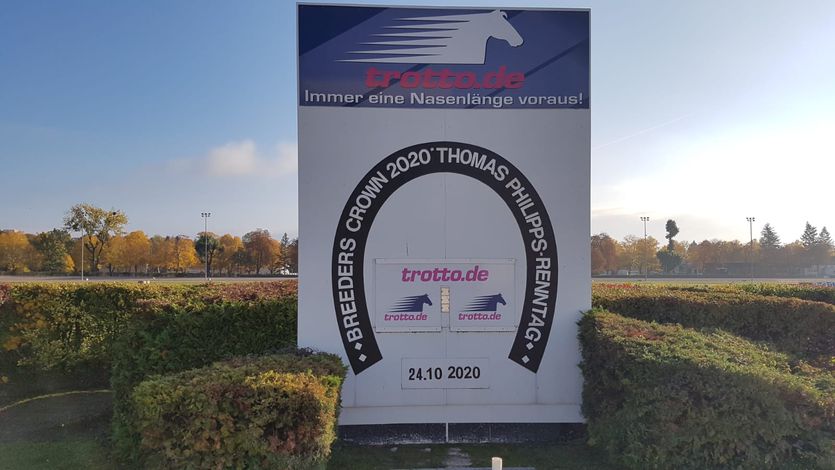 trotto.de
Immer eine Nasenlänge voraus!
BREEDERS CROWN 2020*THOMAS PHILIPPS-RENNTAG
trotto.de
trotto.de
trotto.de
24.10 2020